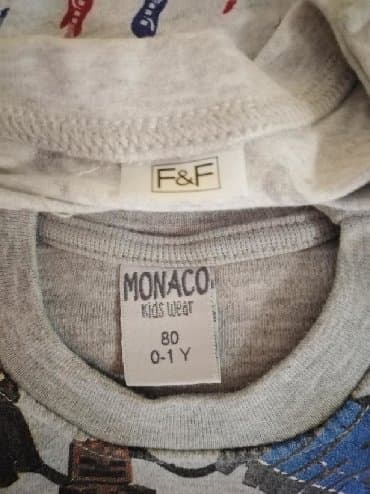 F&F
MONACO
Kids Wear
80
0-1 Y